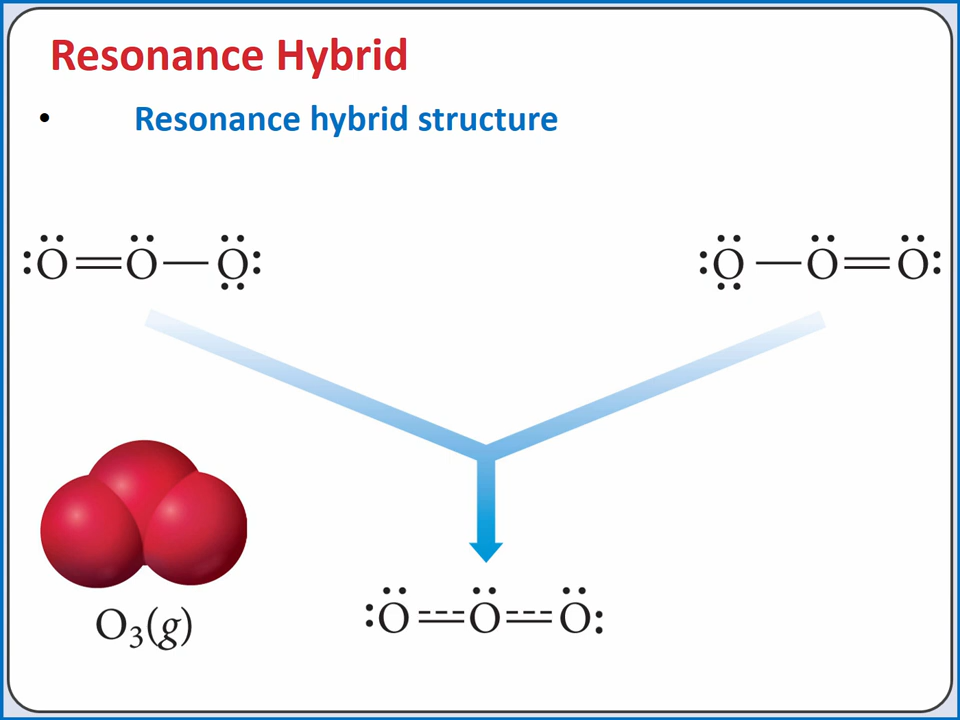 Resonance Hybrid
• Resonance hybrid structure
:Ö=Ö—Ö̤: :Ö̤—Ö=Ö:
O₃(g)
:Ö=Ö=Ö: